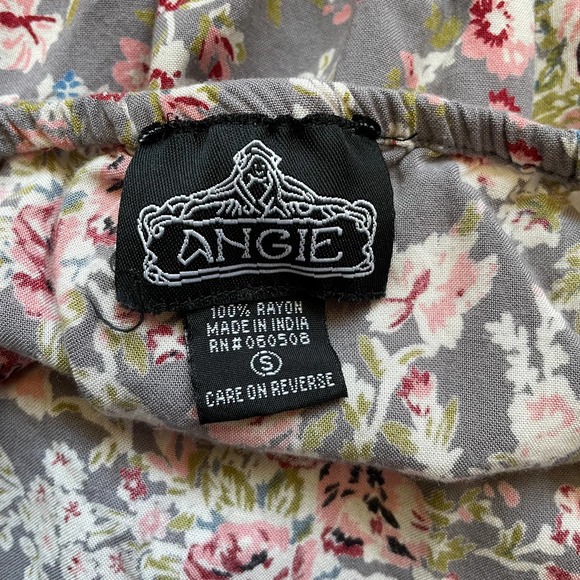 ANGIE
100% RAYON
MADE IN INDIA
RN#060508
S
CARE ON REVERSE